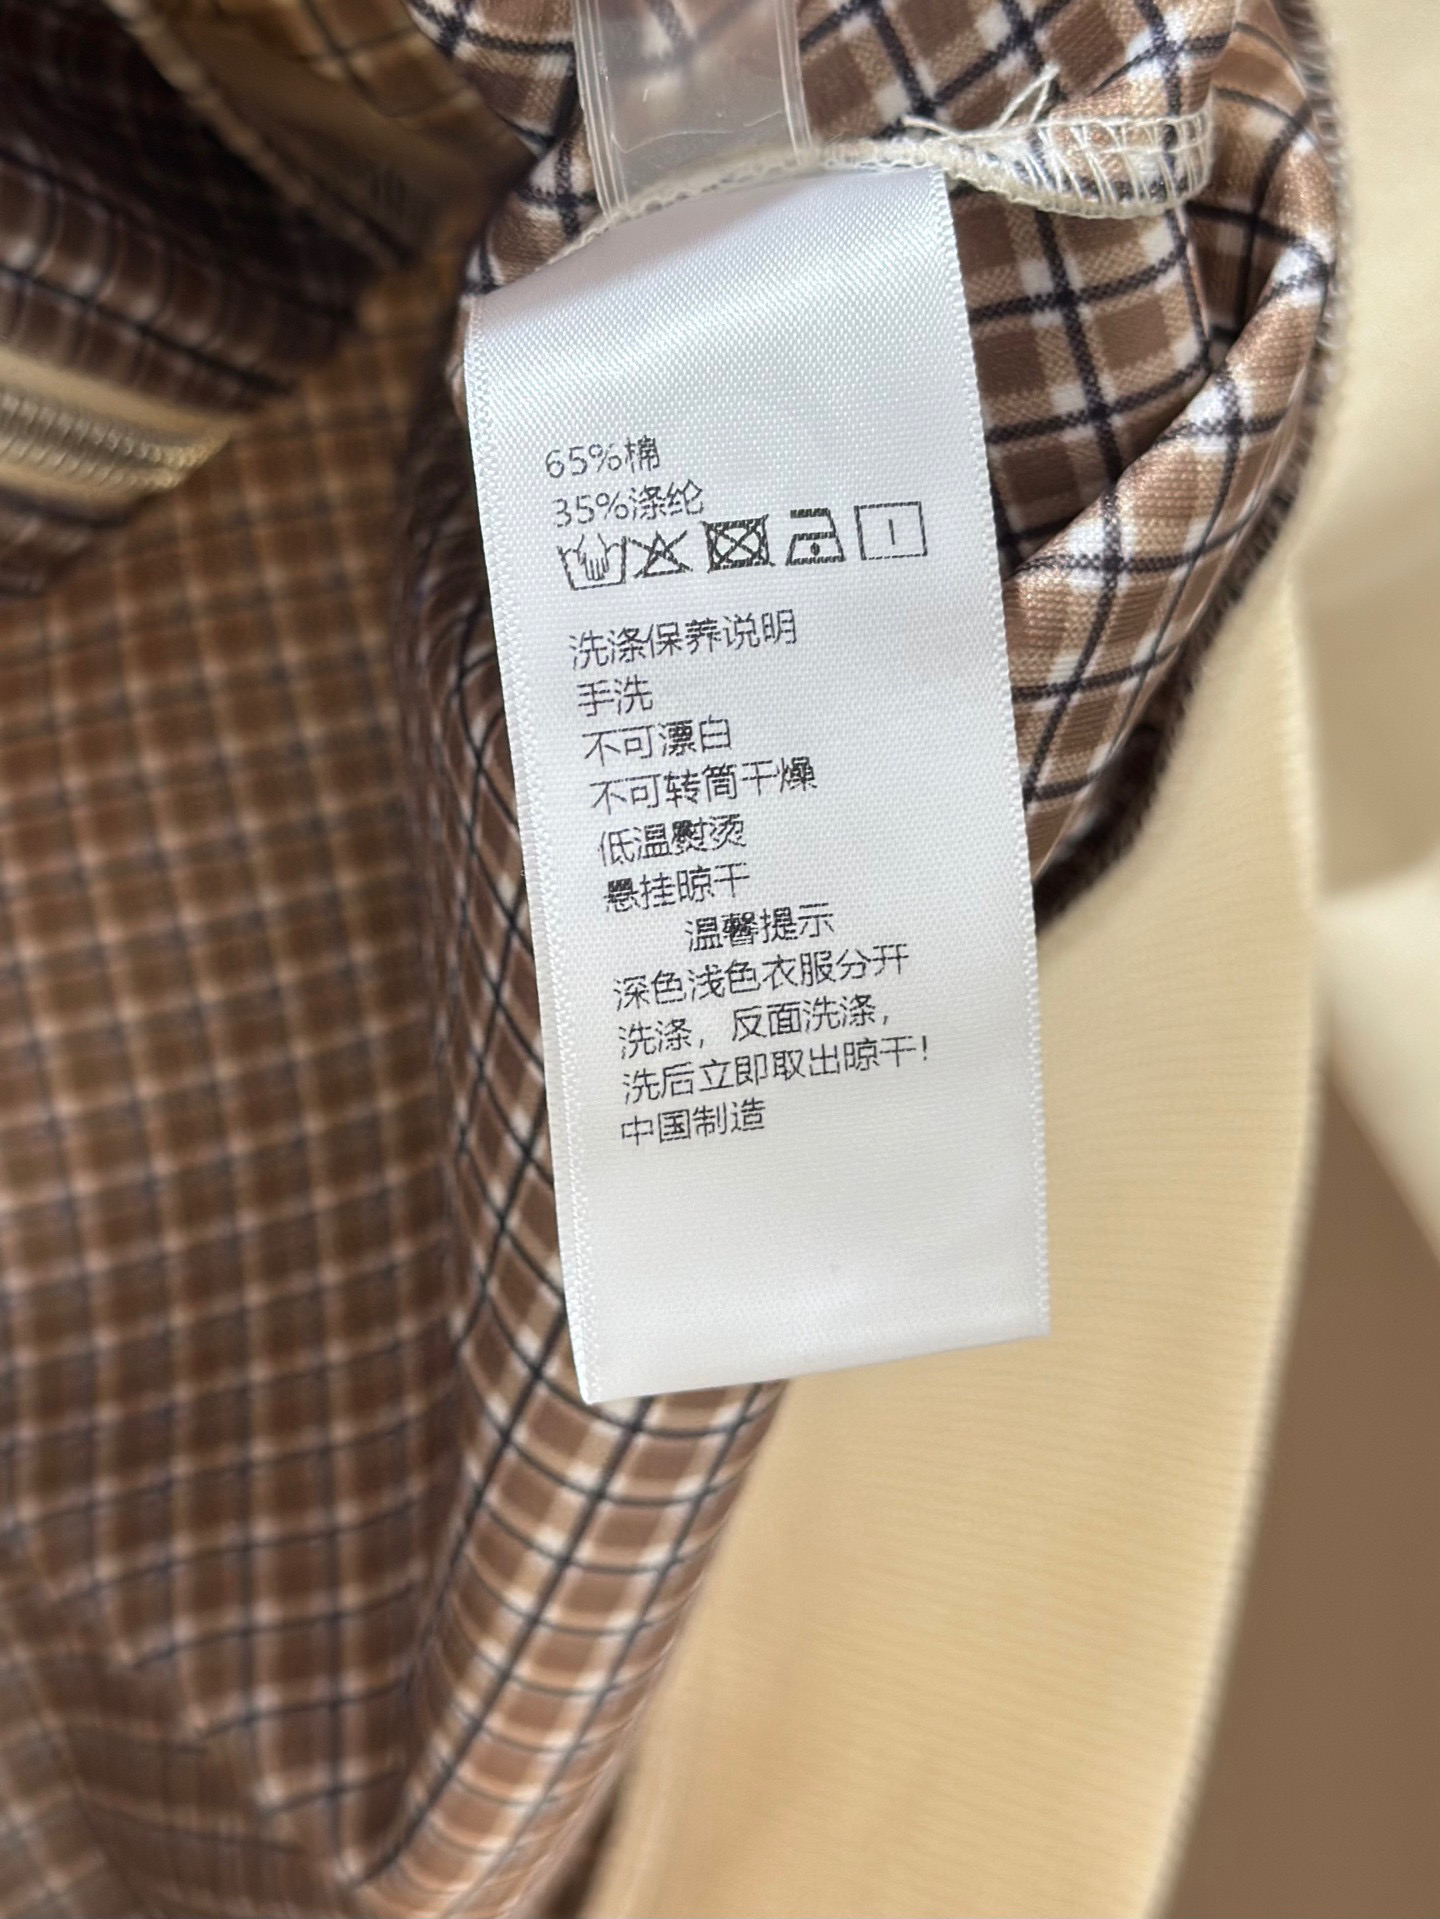 65%棉
35%涤纶
洗涤保养说明
手洗
不可漂白
不可转筒干燥
低温熨烫
悬挂晾干
温馨提示
深色浅色衣服分开
洗涤，反面洗涤，
洗后立即取出晾干！
中国制造